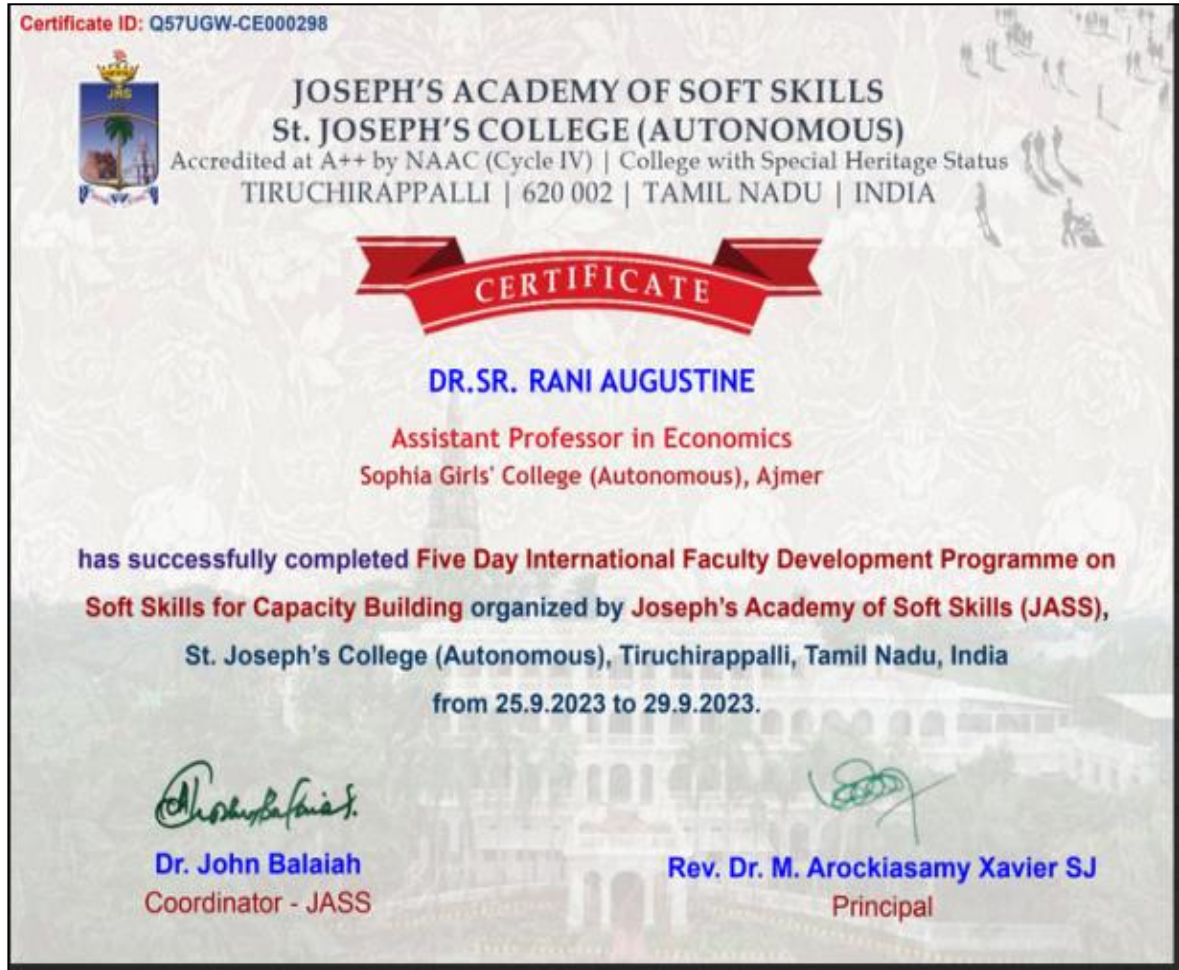 Certificate ID: Q57UGW-CE000298
JASS
JOSEPH'S ACADEMY OF SOFT SKILLS
St. JOSEPH'S COLLEGE (AUTONOMOUS)
Accredited at A++ by NAAC (Cycle IV) | College with Special Heritage Status
TIRUCHIRAPPALLI | 620 002 | TAMIL NADU | INDIA
CERTIFICATE
DR.SR. RANI AUGUSTINE
Assistant Professor in Economics
Sophia Girls' College (Autonomous), Ajmer
has successfully completed Five Day International Faculty Development Programme on
Soft Skills for Capacity Building organized by Joseph's Academy of Soft Skills (JASS),
St. Joseph's College (Autonomous), Tiruchirappalli, Tamil Nadu, India
from 25.9.2023 to 29.9.2023.
Dr. John Balaiah
Coordinator - JASS
Rev. Dr. M. Arockiasamy Xavier SJ
Principal